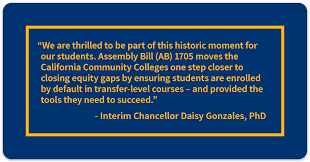 “We are thrilled to be part of this historic moment for
our students. Assembly Bill (AB) 1705 moves the
California Community Colleges one step closer to
closing equity gaps by ensuring students are enrolled
by default in transfer-level courses – and provided the
tools they need to succeed.”
- Interim Chancellor Daisy Gonzales, PhD